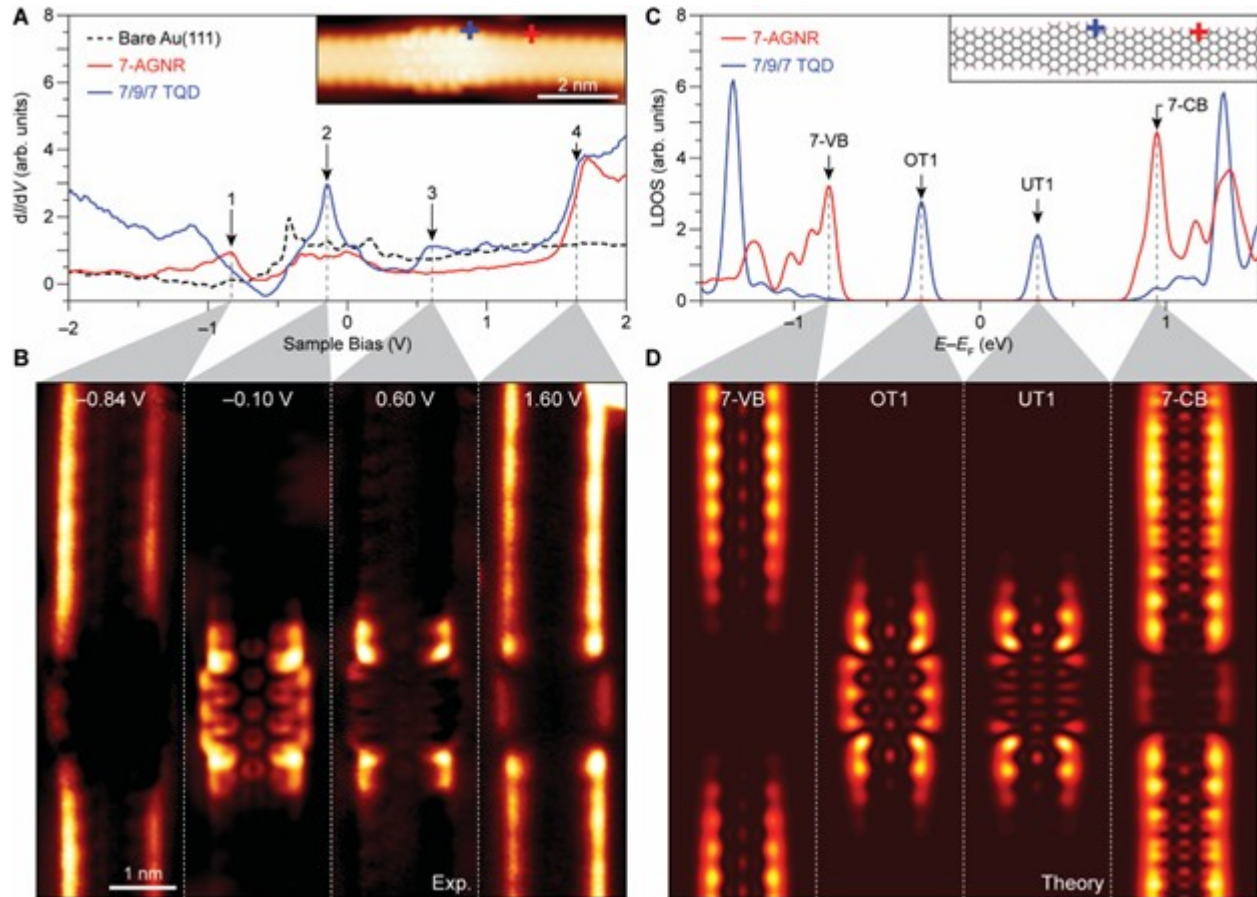 A
8
6
4
2
0
dI/dV (arb. units)
Bare Au(111)
7-AGNR
7/9/7 TQD
2 nm
1
2
3
4
–2
–1
0
1
2
Sample Bias (V)
B
–0.84 V
–0.10 V
0.60 V
1.60 V
1 nm
Exp.
C
8
6
4
2
0
LDOS (arb. units)
7-AGNR
7/9/7 TQD
7-VB
OT1
UT1
7-CB
–1
0
1
E–EF (eV)
D
7-VB
OT1
UT1
7-CB
Theory